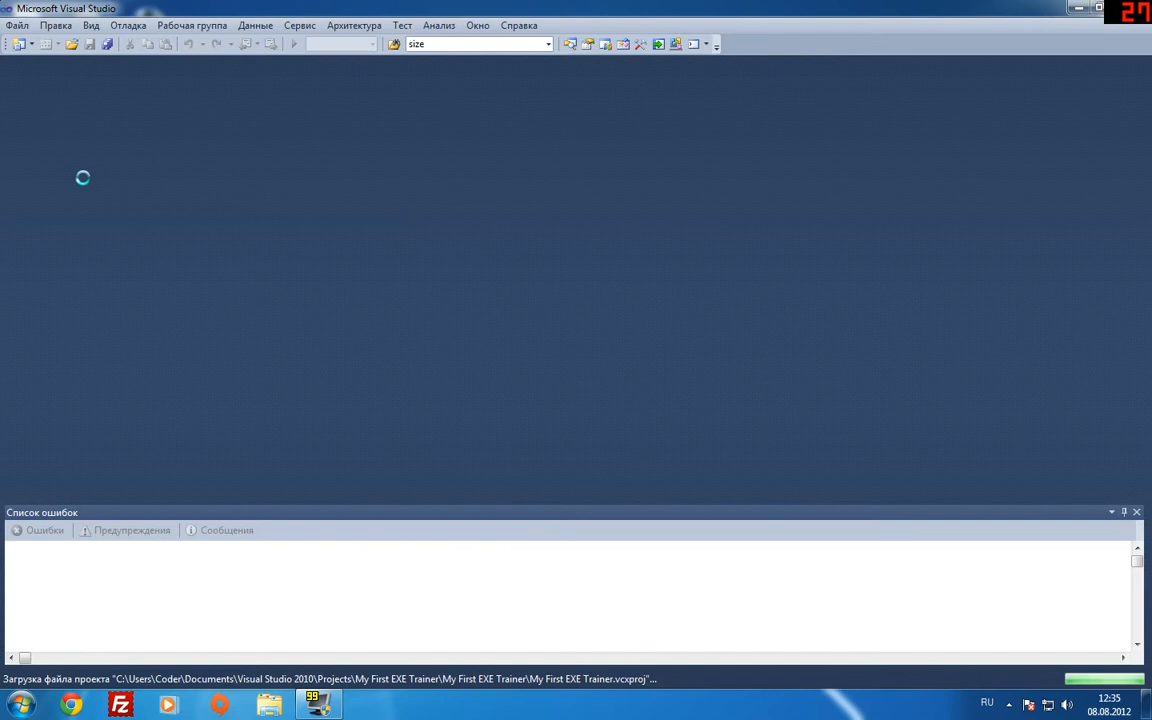 Microsoft Visual Studio
27
Файл Правка Вид Отладка Рабочая группа Данные Сервис Архитектура Тест Анализ Окно Справка
size
Список ошибок
Ошибки Предупреждения Сообщения
Загрузка файла проекта "C:\Users\Coder\Documents\Visual Studio 2010\Projects\My First EXE Trainer\My First EXE Trainer\My First EXE Trainer.vcxproj"...
99
RU
12:35
08.08.2012